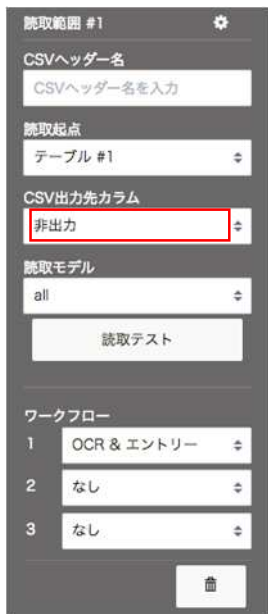 読取範囲 #1
CSVヘッダー名
CSVヘッダー名を入力
読取起点
テーブル #1
CSV出力先カラム
非出力
読取モデル
all
読取テスト
ワークフロー
1 OCR & エントリー
2 なし
3 なし